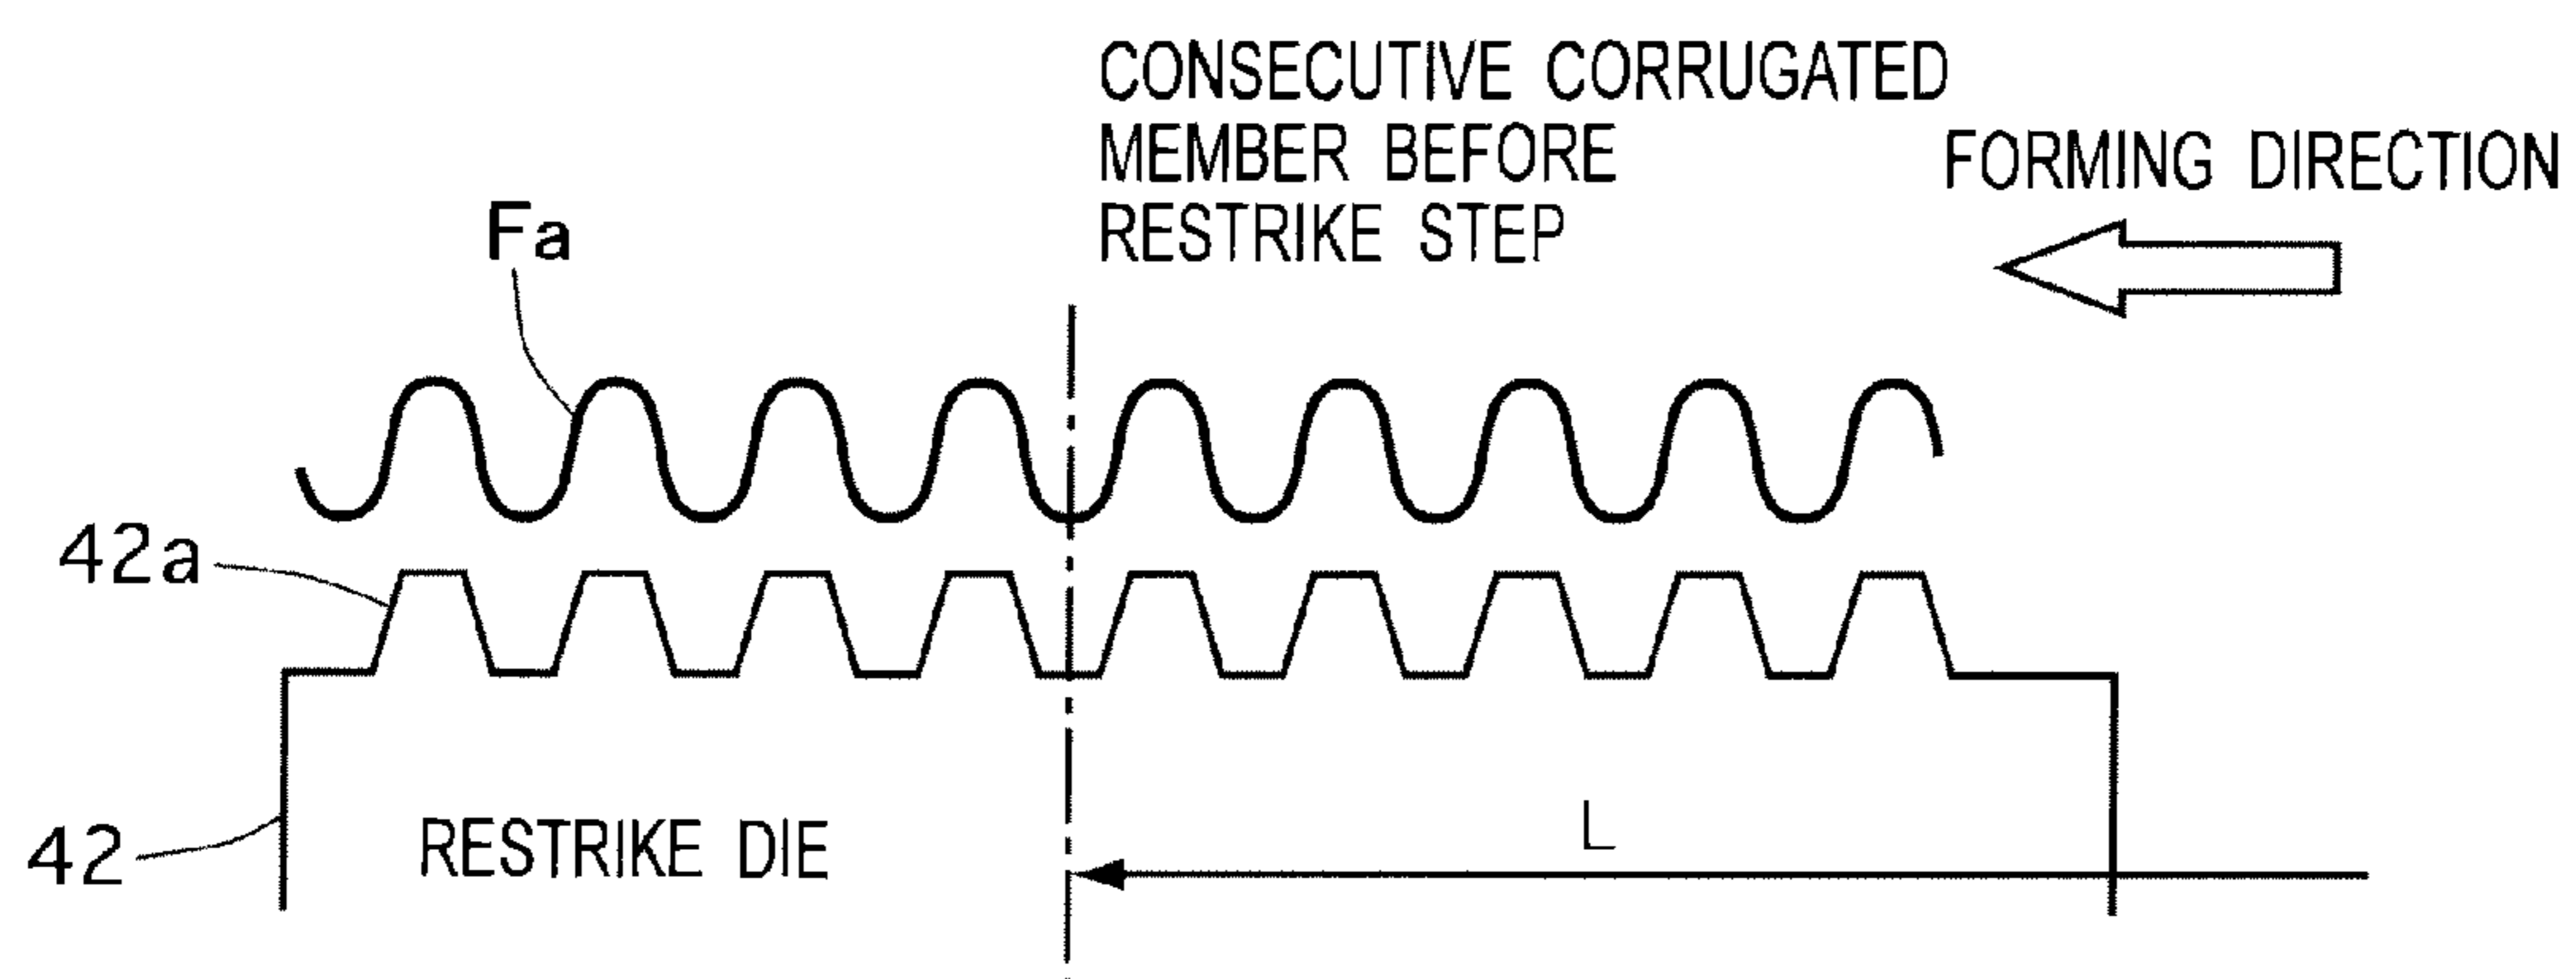 CONSECUTIVE CORRUGATED
MEMBER BEFORE
RESTRIKE STEP
FORMING DIRECTION
Fa
42a
42
RESTRIKE DIE
L